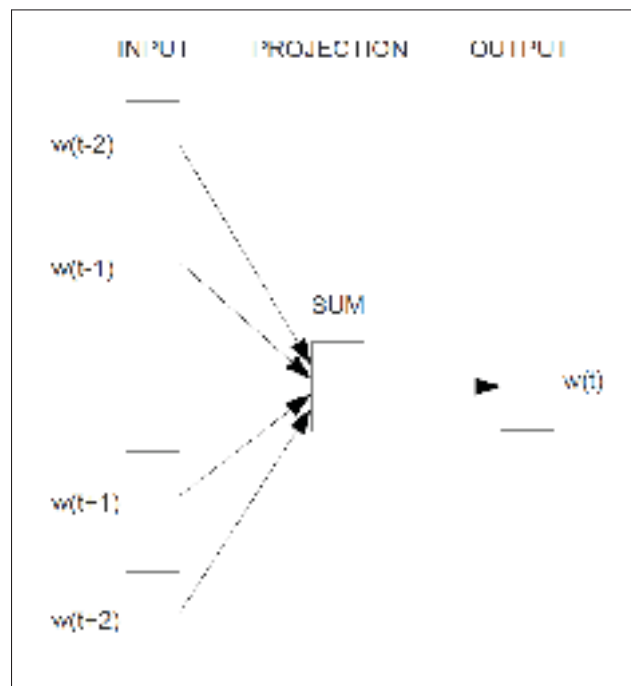 INPUT PROJECTION OUTPUT
w(t-2)
w(t-1)
SUM
w(t)
w(t+1)
w(t+2)